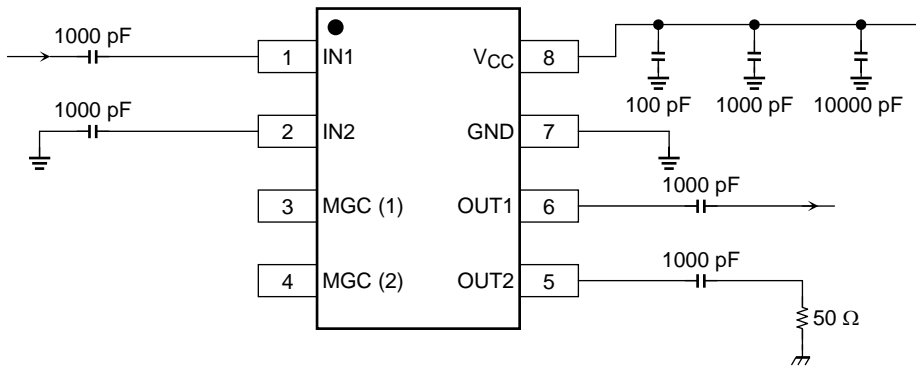 1000 pF
1 IN1
1000 pF
2 IN2
3 MGC (1)
4 MGC (2)
VCC 8
100 pF 1000 pF 10000 pF
GND 7
1000 pF
OUT1 6
1000 pF
OUT2 5
50 Ω